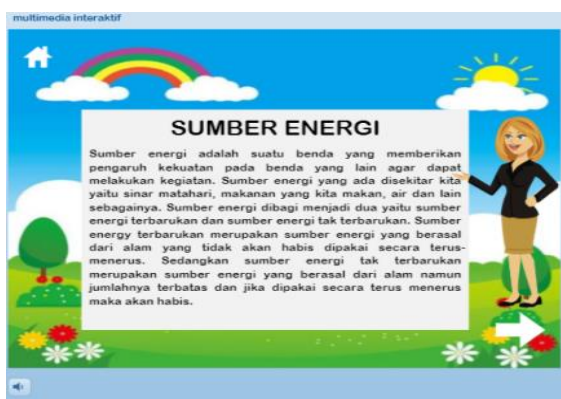 multimedia interaktif
SUMBER ENERGI
Sumber energi adalah suatu benda yang memberikan
pengaruh kekuatan pada benda yang lain agar dapat
melakukan kegiatan. Sumber energi yang ada disekitar kita
yaitu sinar matahari, makanan yang kita makan, air dan lain
sebagainya. Sumber energi dibagi menjadi dua yaitu sumber
energi terbarukan dan sumber energi tak terbarukan. Sumber
energy terbarukan merupakan sumber energi yang berasal
dari alam yang tidak akan habis dipakai secara terus-
menerus. Sedangkan sumber energi tak terbarukan
merupakan sumber energi yang berasal dari alam namun
jumlahnya terbatas dan jika dipakai secara terus menerus
maka akan habis.